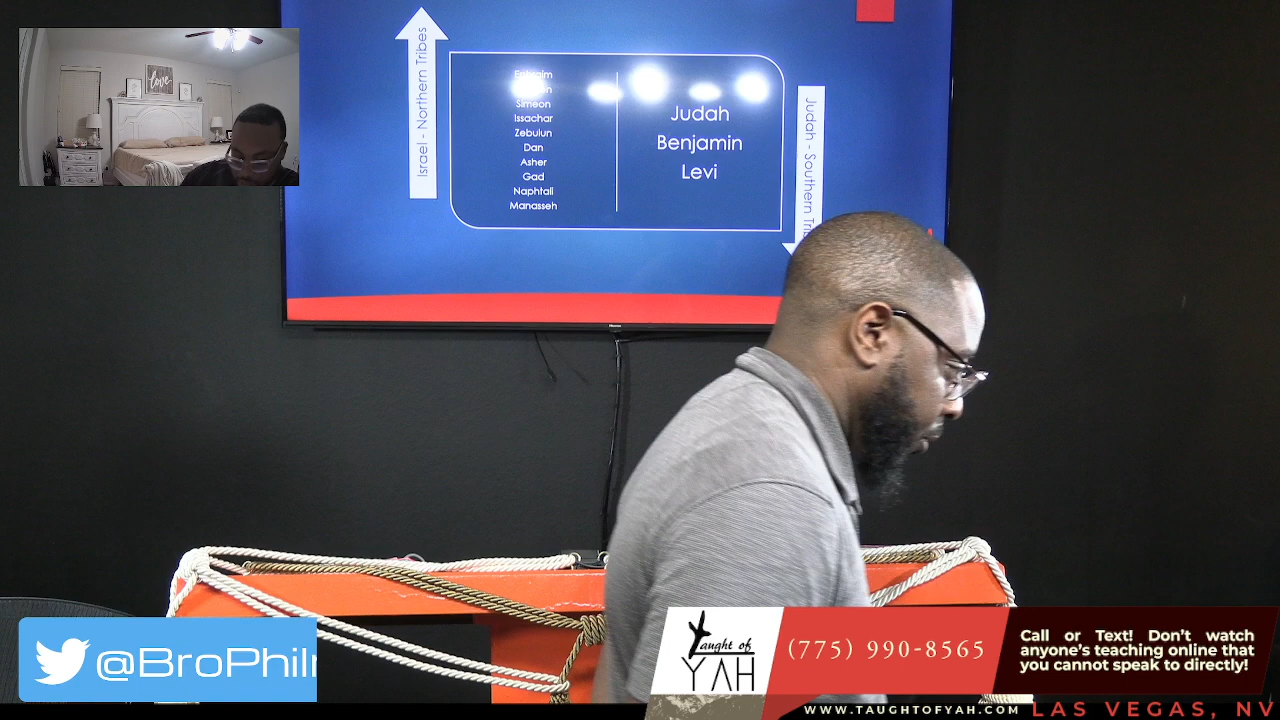 love
Israel - Northern Tribes
Ephraim
Simeon
Issachar
Zebulun
Dan
Asher
Gad
Naphtali
Manasseh
Judah
Benjamin
Levi
Judah - Southern
Taught of
YAH
(775) 990-8565
Call or Text! Don't watch
anyone's teaching online that
you cannot speak to directly!
WWW.TAUGHTOFYAH.COM
LAS VEGAS, NV